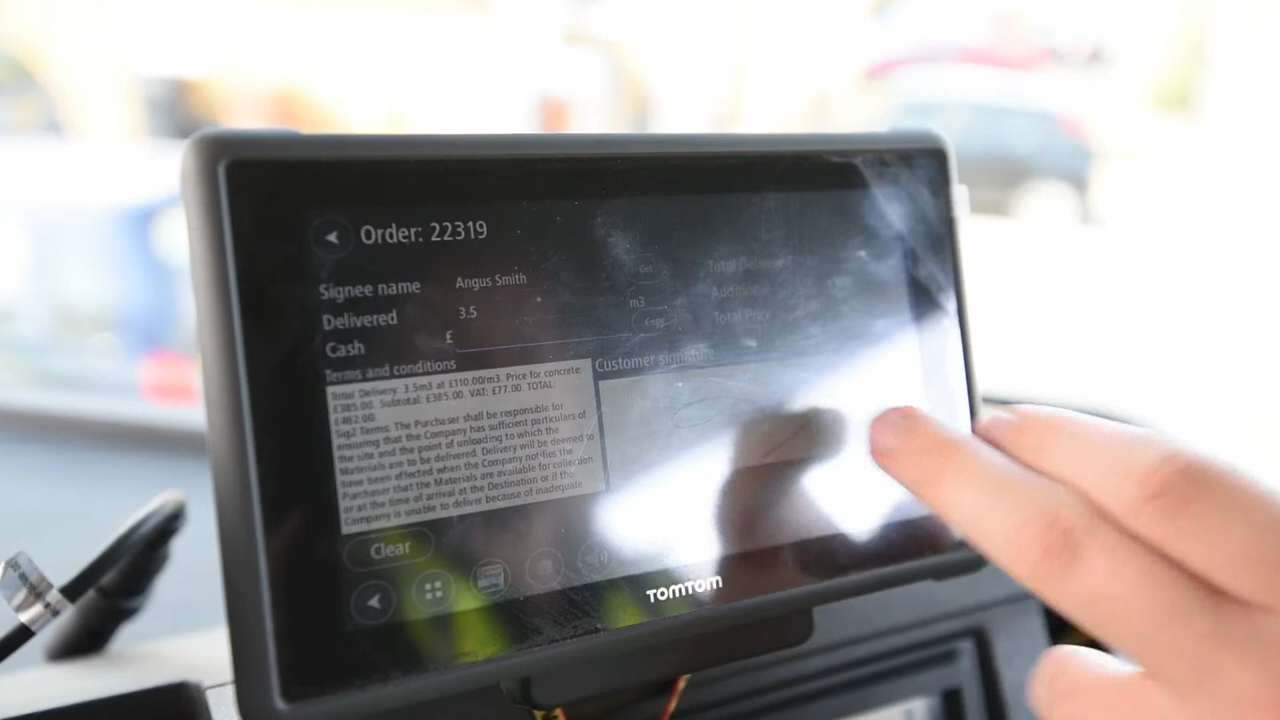 Order: 22319
Signee name Angus Smith Get Total Delivery
Delivered 3.5 m3 Additional
Cash £ Copy Total Price
Terms and conditions
Customer signature
Total Delivery: 3.5m3 at £110.00/m3. Price for concrete:
£385.00. Subtotal: £385.00. VAT: £77.00. TOTAL:
£462.00.
Sig2 Terms: The Purchaser shall be responsible for
ensuring that the Company has sufficient particulars of
the site and the point of unloading to which the
Materials are to be delivered. Delivery will be deemed to
have been effected when the Company notifies the
Purchaser that the Materials are available for collection
or at the time of arrival at the Destination or if the
Company is unable to deliver because of inadequate
Clear
TOMTOM